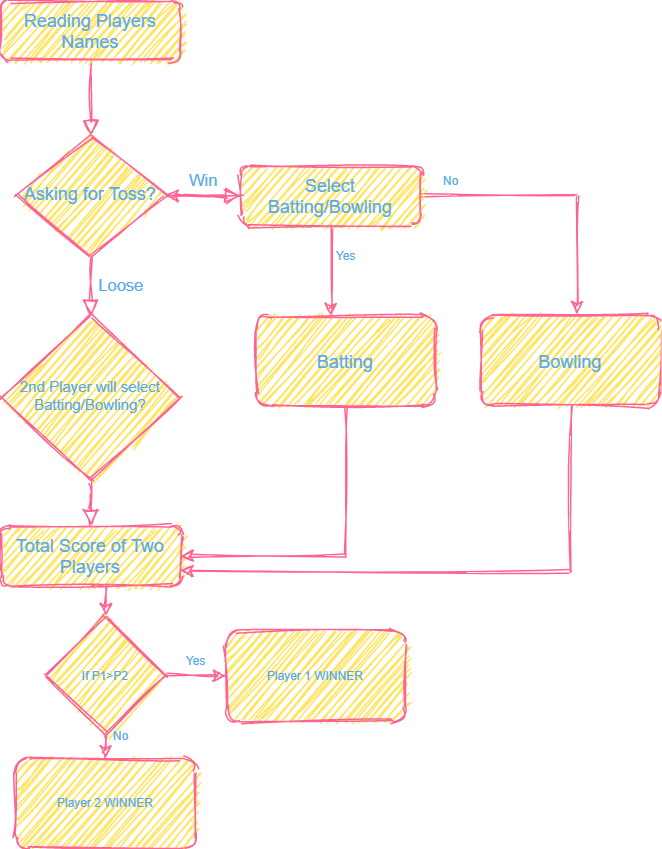 Reading Players
Names
Asking for Toss?
Win
Select
Batting/Bowling
No
Yes
Loose
Batting
Bowling
2nd Player will select
Batting/Bowling?
Total Score of Two
Players
If P1>P2
Yes
Player 1 WINNER
No
Player 2 WINNER